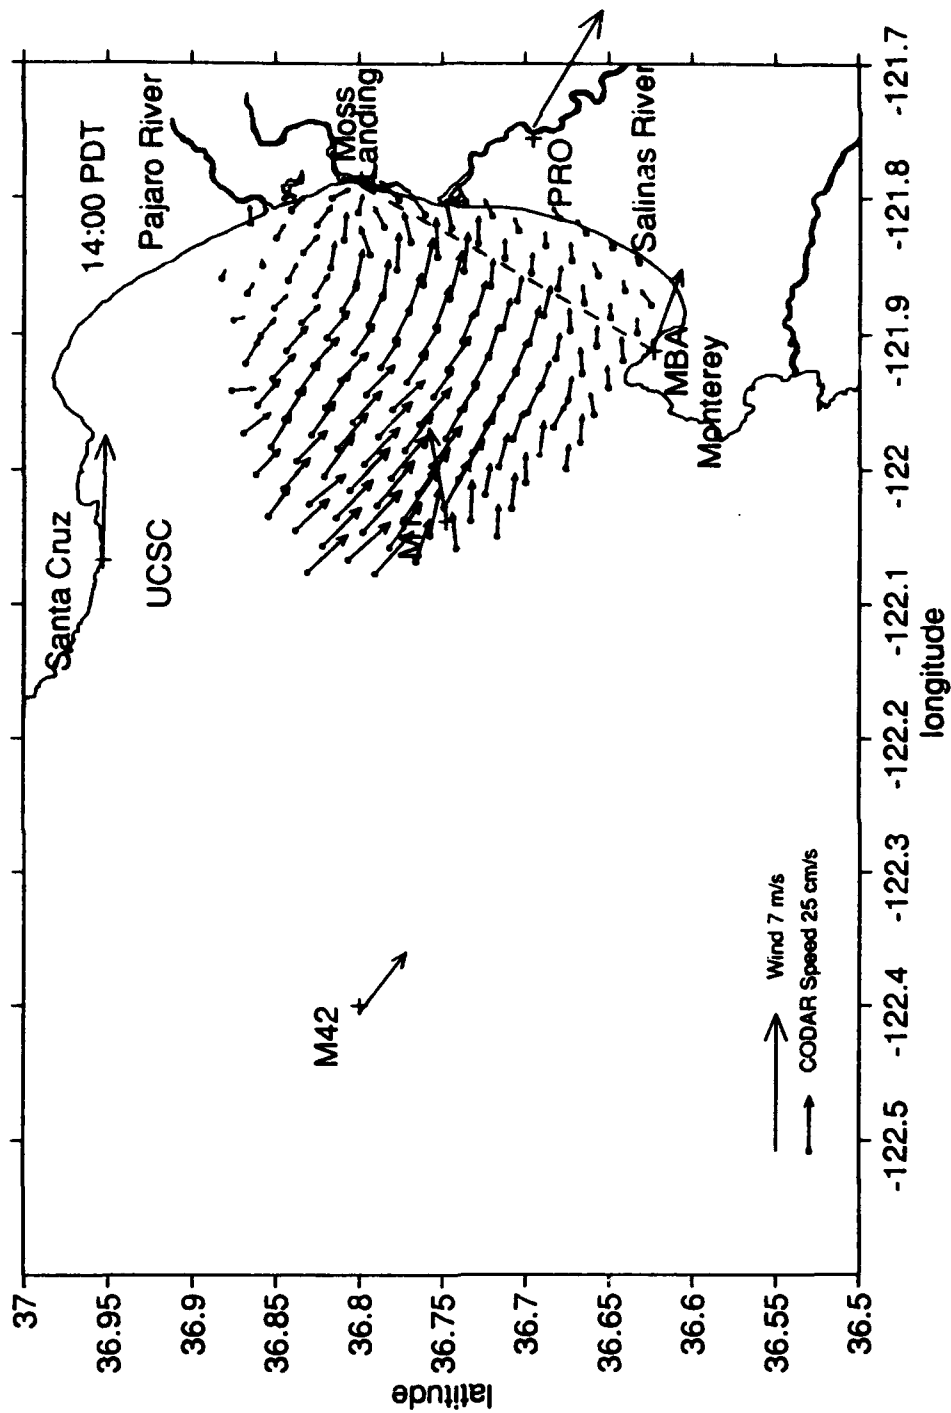 14:00 PDT
Santa Cruz
UCSC
Pajaro River
Moss
Landing
M42
M1
PRO
Salinas River
MBA
Monterey
Wind 7 m/s
CODAR Speed 25 cm/s
latitude
37
36.95
36.9
36.85
36.8
36.75
36.7
36.65
36.6
36.55
36.5
-122.5
-122.4
-122.3
-122.2
-122.1
-122
-121.9
-121.8
-121.7
longitude